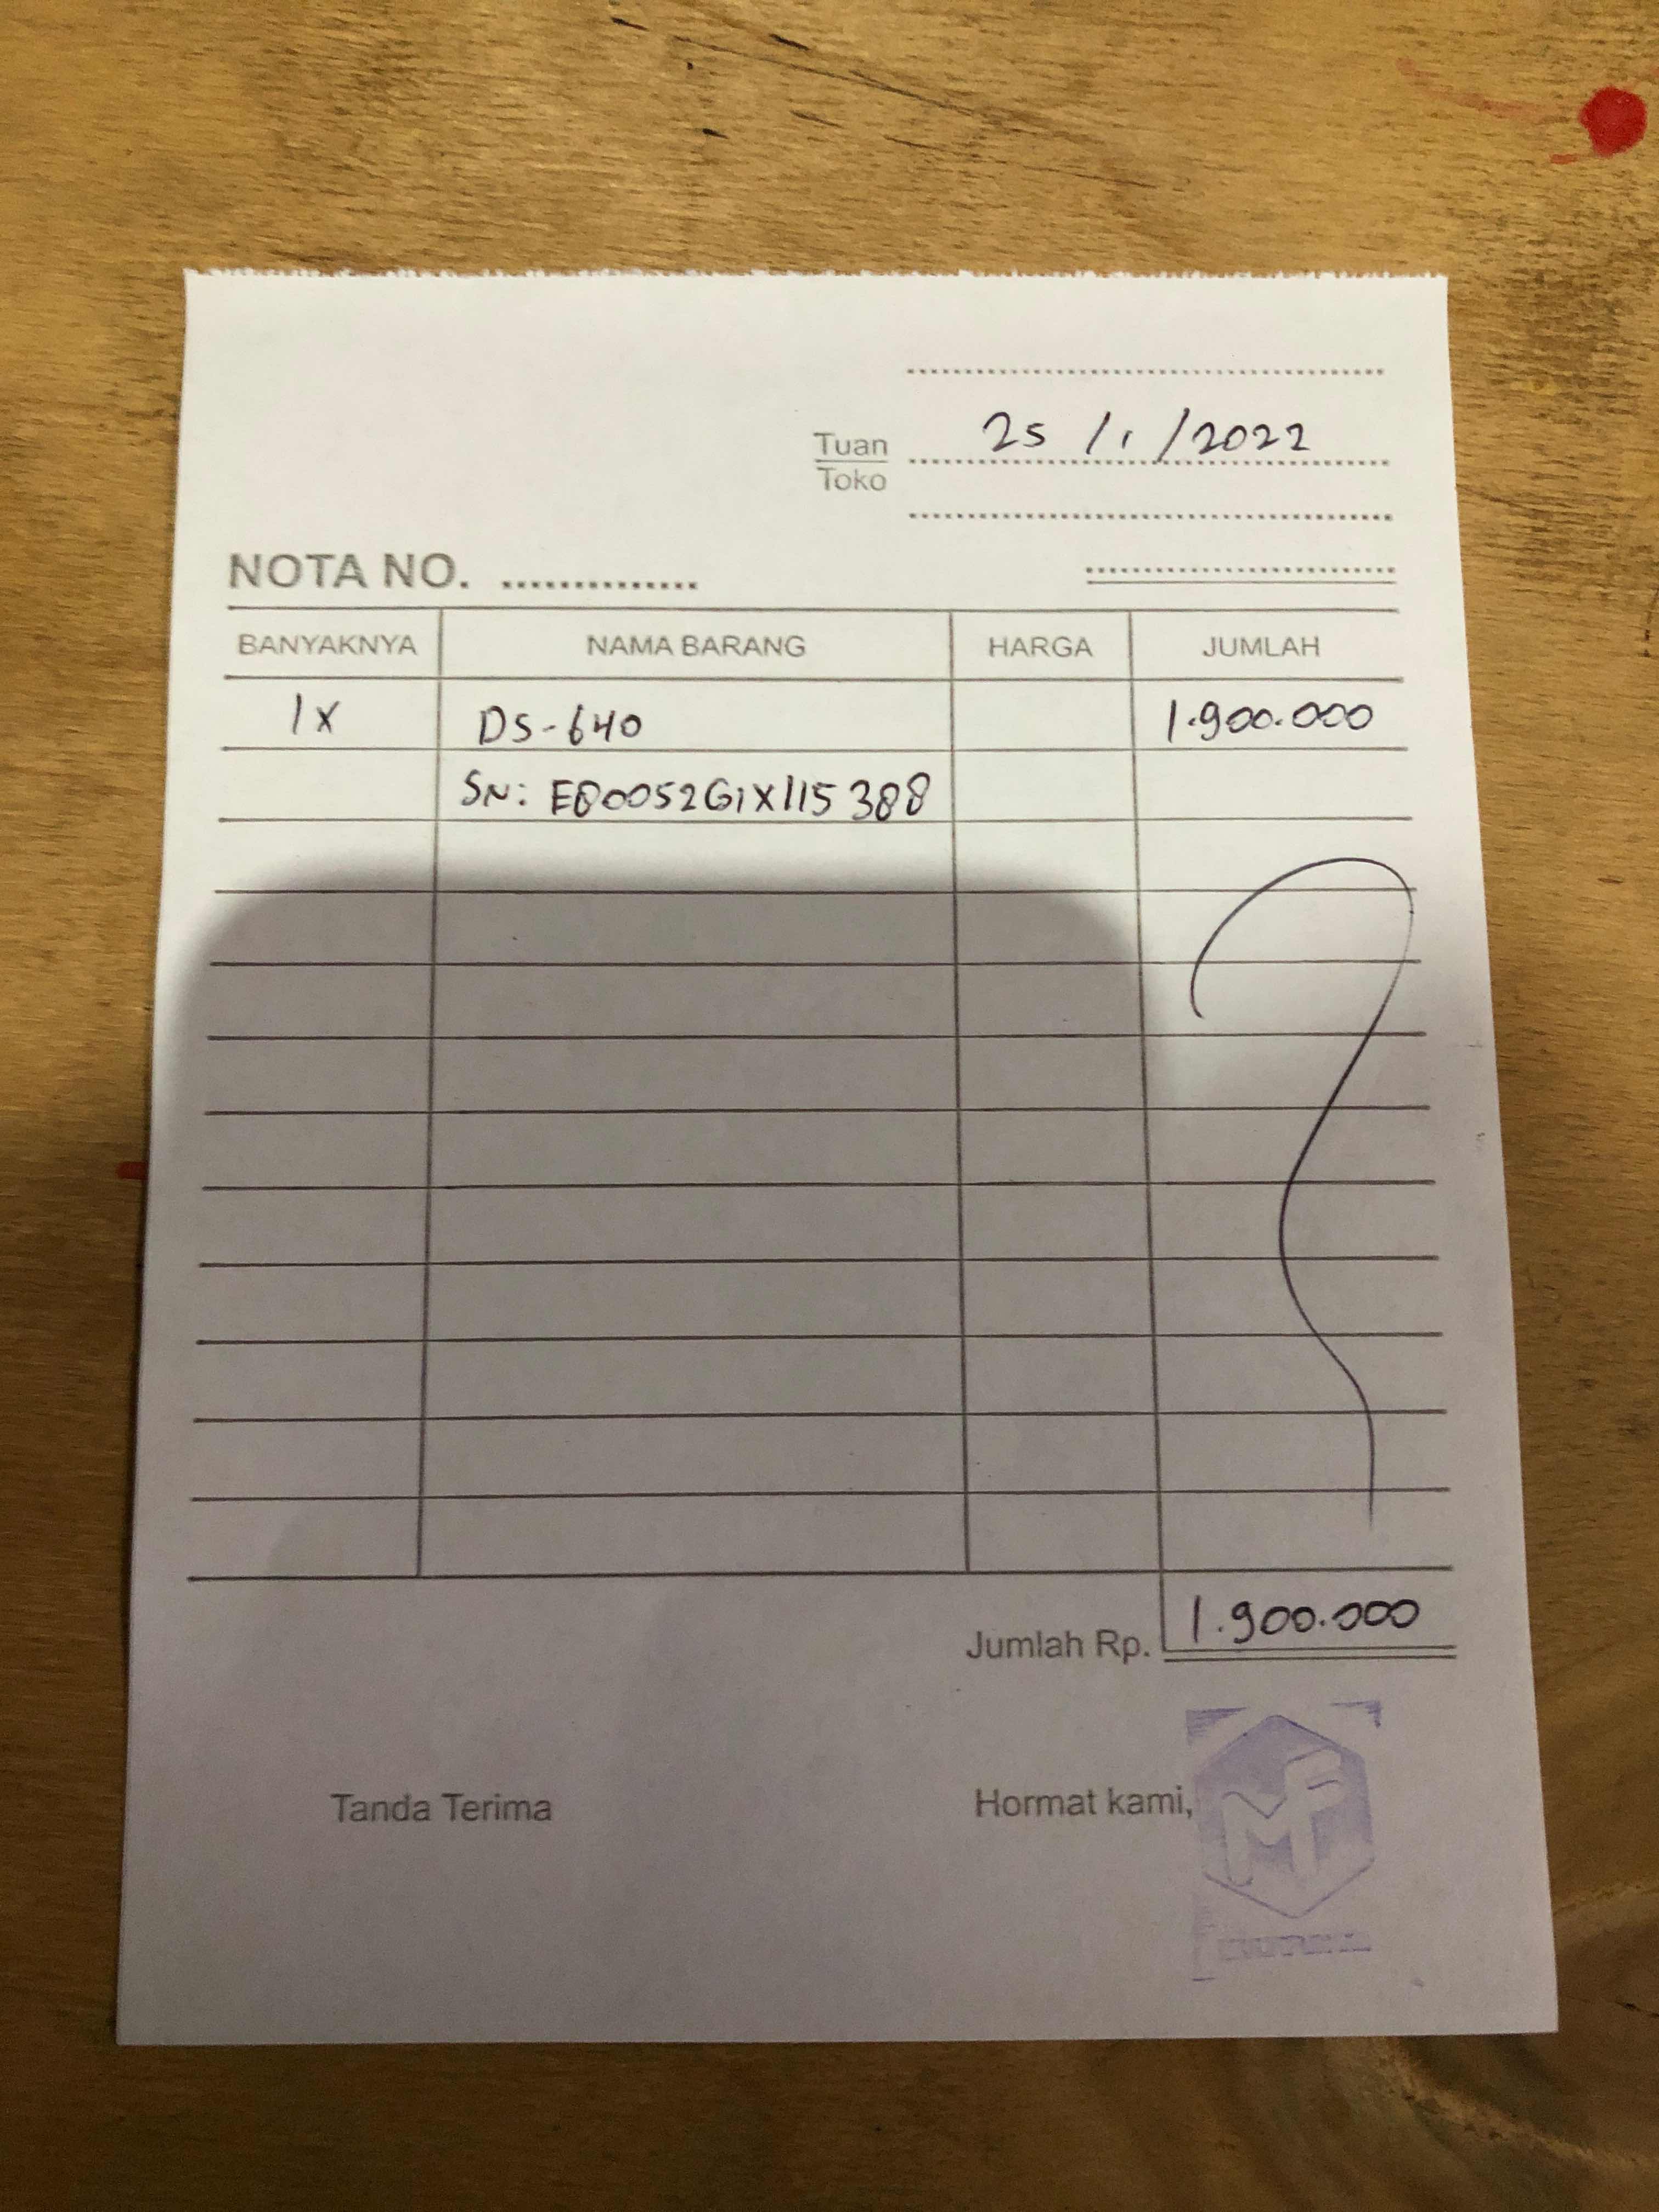 25 /1 /2022
Tuan
Toko
NOTA NO. ..............
BANYAKNYA NAMA BARANG HARGA JUMLAH
1x DS-640 1.900.000
SN: E80052G1X115388
Jumlah Rp. 1.900.000
Tanda Terima Hormat kami,